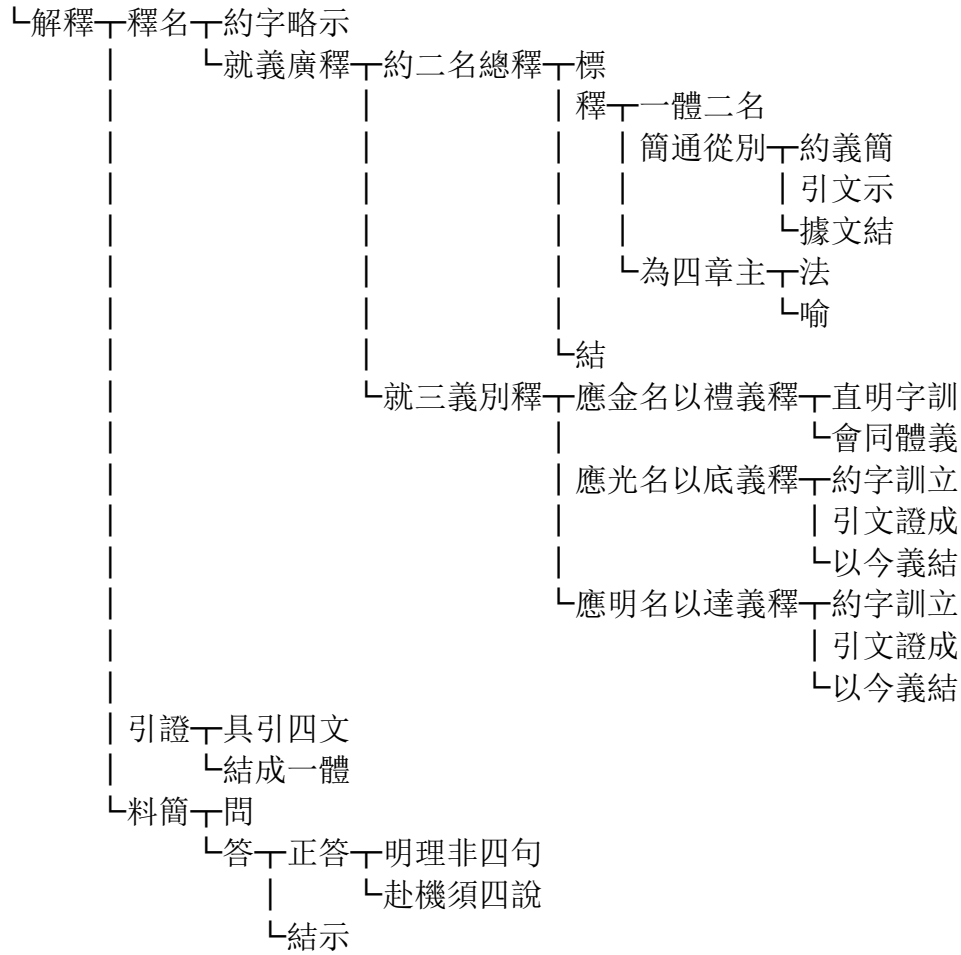 └解釋┬釋名┬約字略示
│└就義廣釋┬約二名總釋┬標
│││釋┬一體二名
││││簡通從別┬約義簡
│││││引文示
││││└據文結
│││└為四章主┬法
│││└喻
││└結
│└就三義別釋┬應金名以禮義釋┬直明字訓
││└會同體義
││應光名以底義釋┬約字訓立
│││引文證成
││└以今義結
│└應明名以達義釋┬約字訓立
││引文證成
│└以今義結
│引證┬具引四文
│└結成一體
└料簡┬問
└答┬正答┬明理非四句
│└赴機須四說
└結示